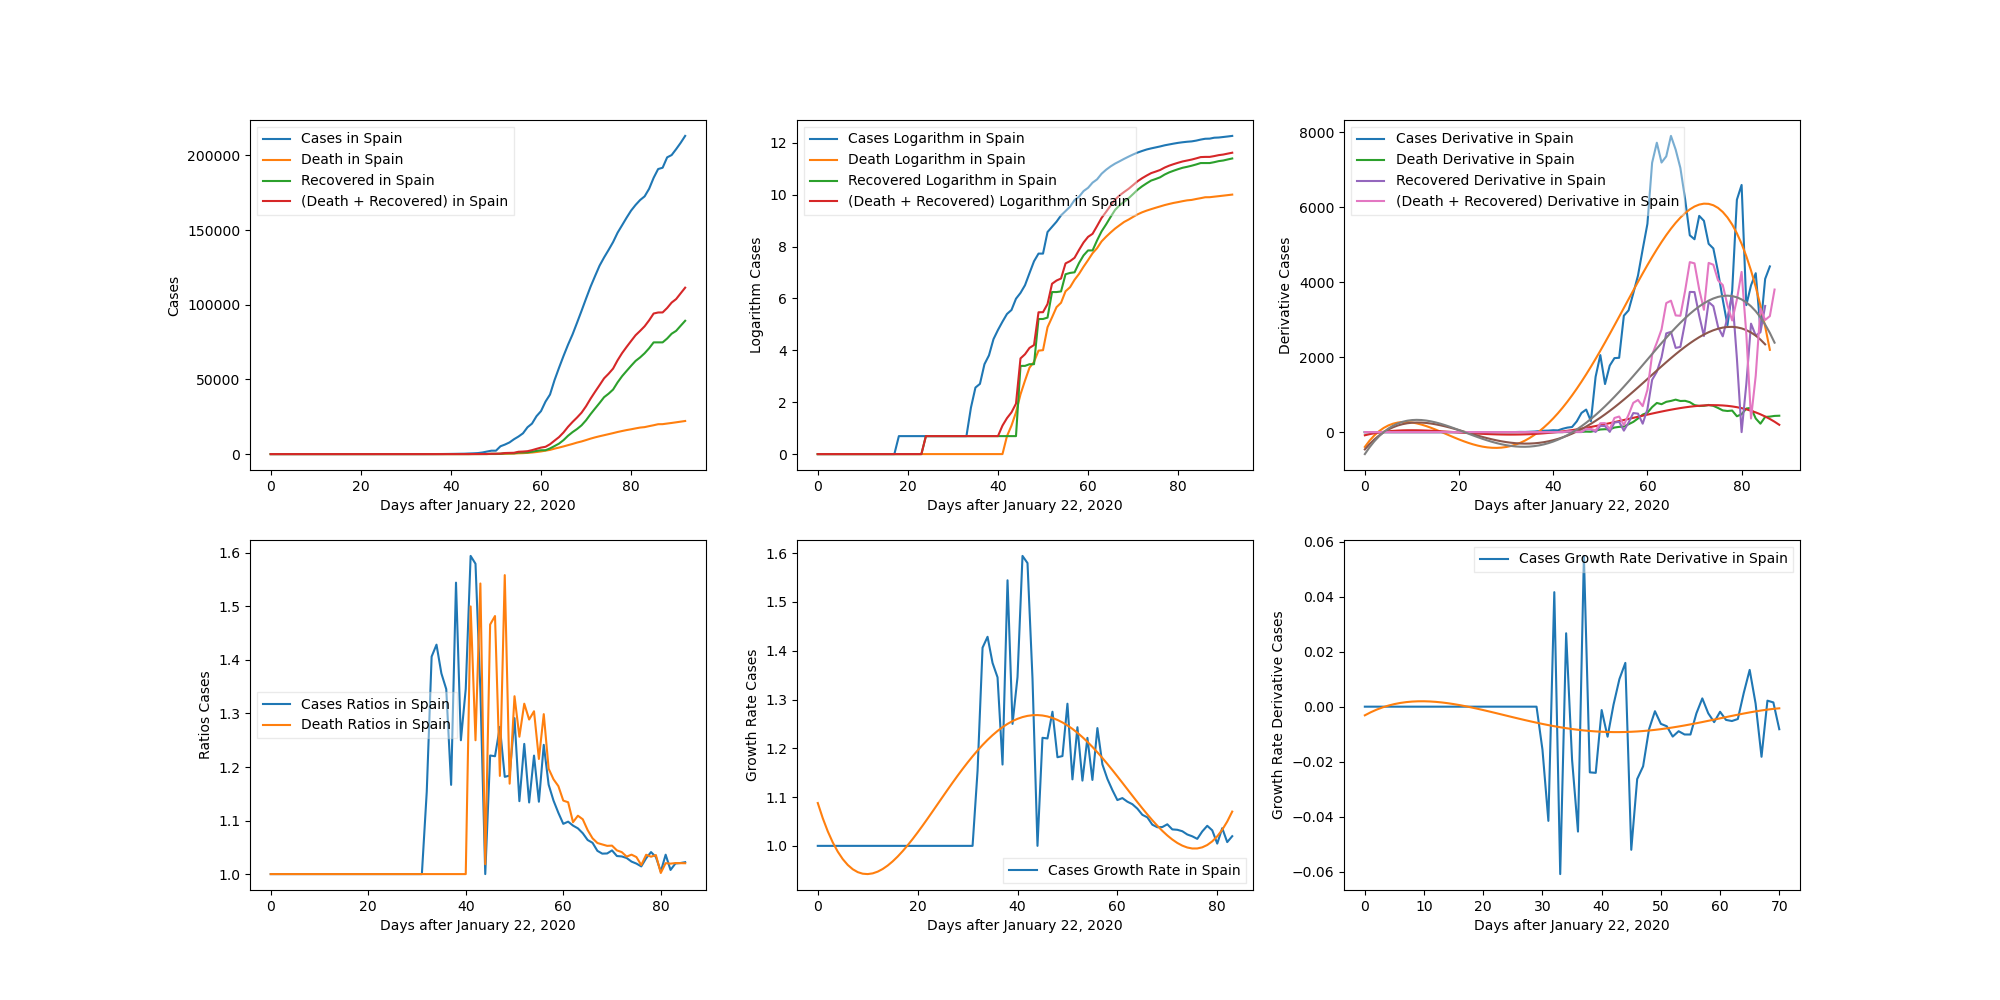 Cases in Spain
Death in Spain
Recovered in Spain
(Death + Recovered) in Spain
200000
150000
100000
50000
0
Cases
0 20 40 60 80
Days after January 22, 2020
Cases Logarithm in Spain
Death Logarithm in Spain
Recovered Logarithm in Spain
(Death + Recovered) Logarithm in Spain
12
10
8
6
4
2
0
Logarithm Cases
0 20 40 60 80
Days after January 22, 2020
Cases Derivative in Spain
Death Derivative in Spain
Recovered Derivative in Spain
(Death + Recovered) Derivative in Spain
8000
6000
4000
2000
0
Derivative Cases
0 20 40 60 80
Days after January 22, 2020
Cases Ratios in Spain
Death Ratios in Spain
1.6
1.5
1.4
1.3
1.2
1.1
1.0
Ratios Cases
0 20 40 60 80
Days after January 22, 2020
1.6
1.5
1.4
1.3
1.2
1.1
1.0
Growth Rate Cases
Cases Growth Rate in Spain
0 20 40 60 80
Days after January 22, 2020
Cases Growth Rate Derivative in Spain
0.06
0.04
0.02
0.00
−0.02
−0.04
−0.06
Growth Rate Derivative Cases
0 10 20 30 40 50 60 70
Days after January 22, 2020